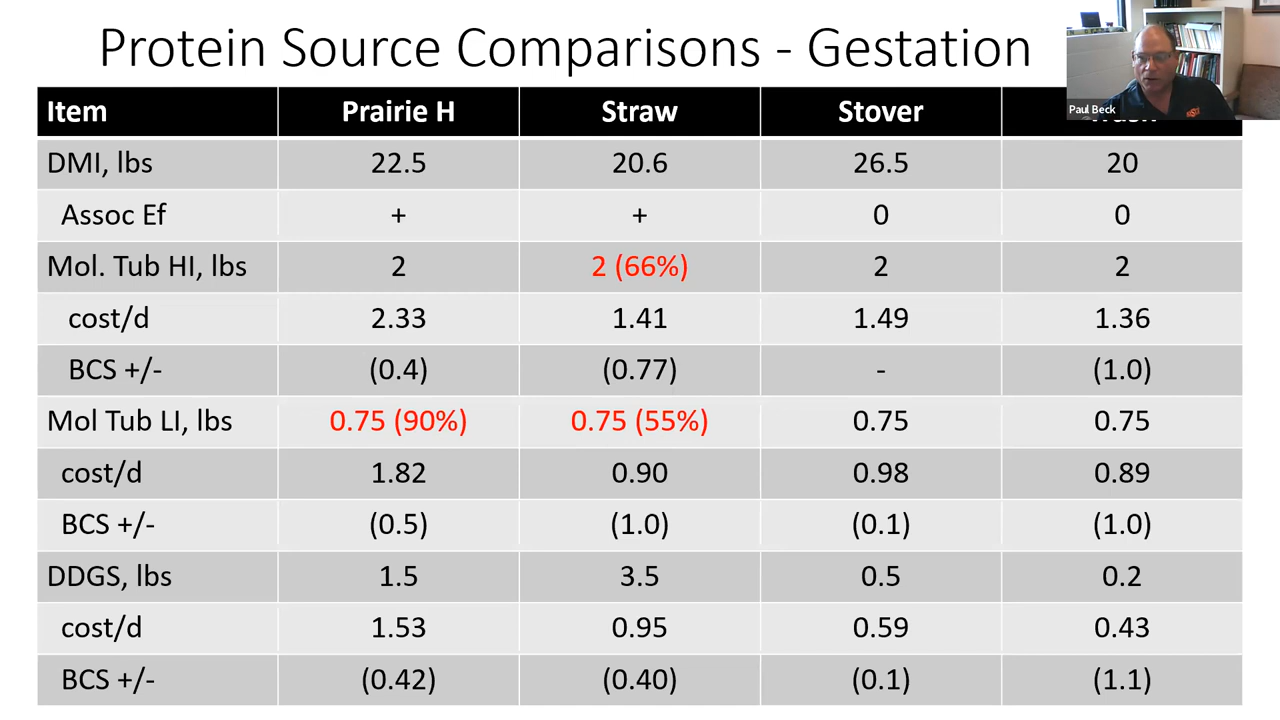 Protein Source Comparisons - Gestation
Paul Beck
Item Prairie H Straw Stover
DMI, lbs 22.5 20.6 26.5 20
Assoc Ef + + 0 0
Mol. Tub HI, lbs 2 2 (66%) 2 2
cost/d 2.33 1.41 1.49 1.36
BCS +/- (0.4) (0.77) - (1.0)
Mol Tub LI, lbs 0.75 (90%) 0.75 (55%) 0.75 0.75
cost/d 1.82 0.90 0.98 0.89
BCS +/- (0.5) (1.0) (0.1) (1.0)
DDGS, lbs 1.5 3.5 0.5 0.2
cost/d 1.53 0.95 0.59 0.43
BCS +/- (0.42) (0.40) (0.1) (1.1)